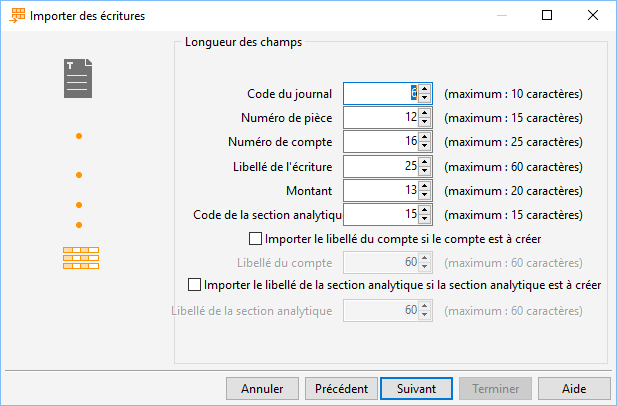 Importer des écritures
Longueur des champs
Code du journal 6 (maximum : 10 caractères)
Numéro de pièce 12 (maximum : 15 caractères)
Numéro de compte 16 (maximum : 25 caractères)
Libellé de l'écriture 25 (maximum : 60 caractères)
Montant 13 (maximum : 20 caractères)
Code de la section analytique 15 (maximum : 15 caractères)
Importer le libellé du compte si le compte est à créer
Libellé du compte 60 (maximum : 60 caractères)
Importer le libellé de la section analytique si la section analytique est à créer
Libellé de la section analytique 60 (maximum : 60 caractères)
Annuler Précédent Suivant Terminer Aide